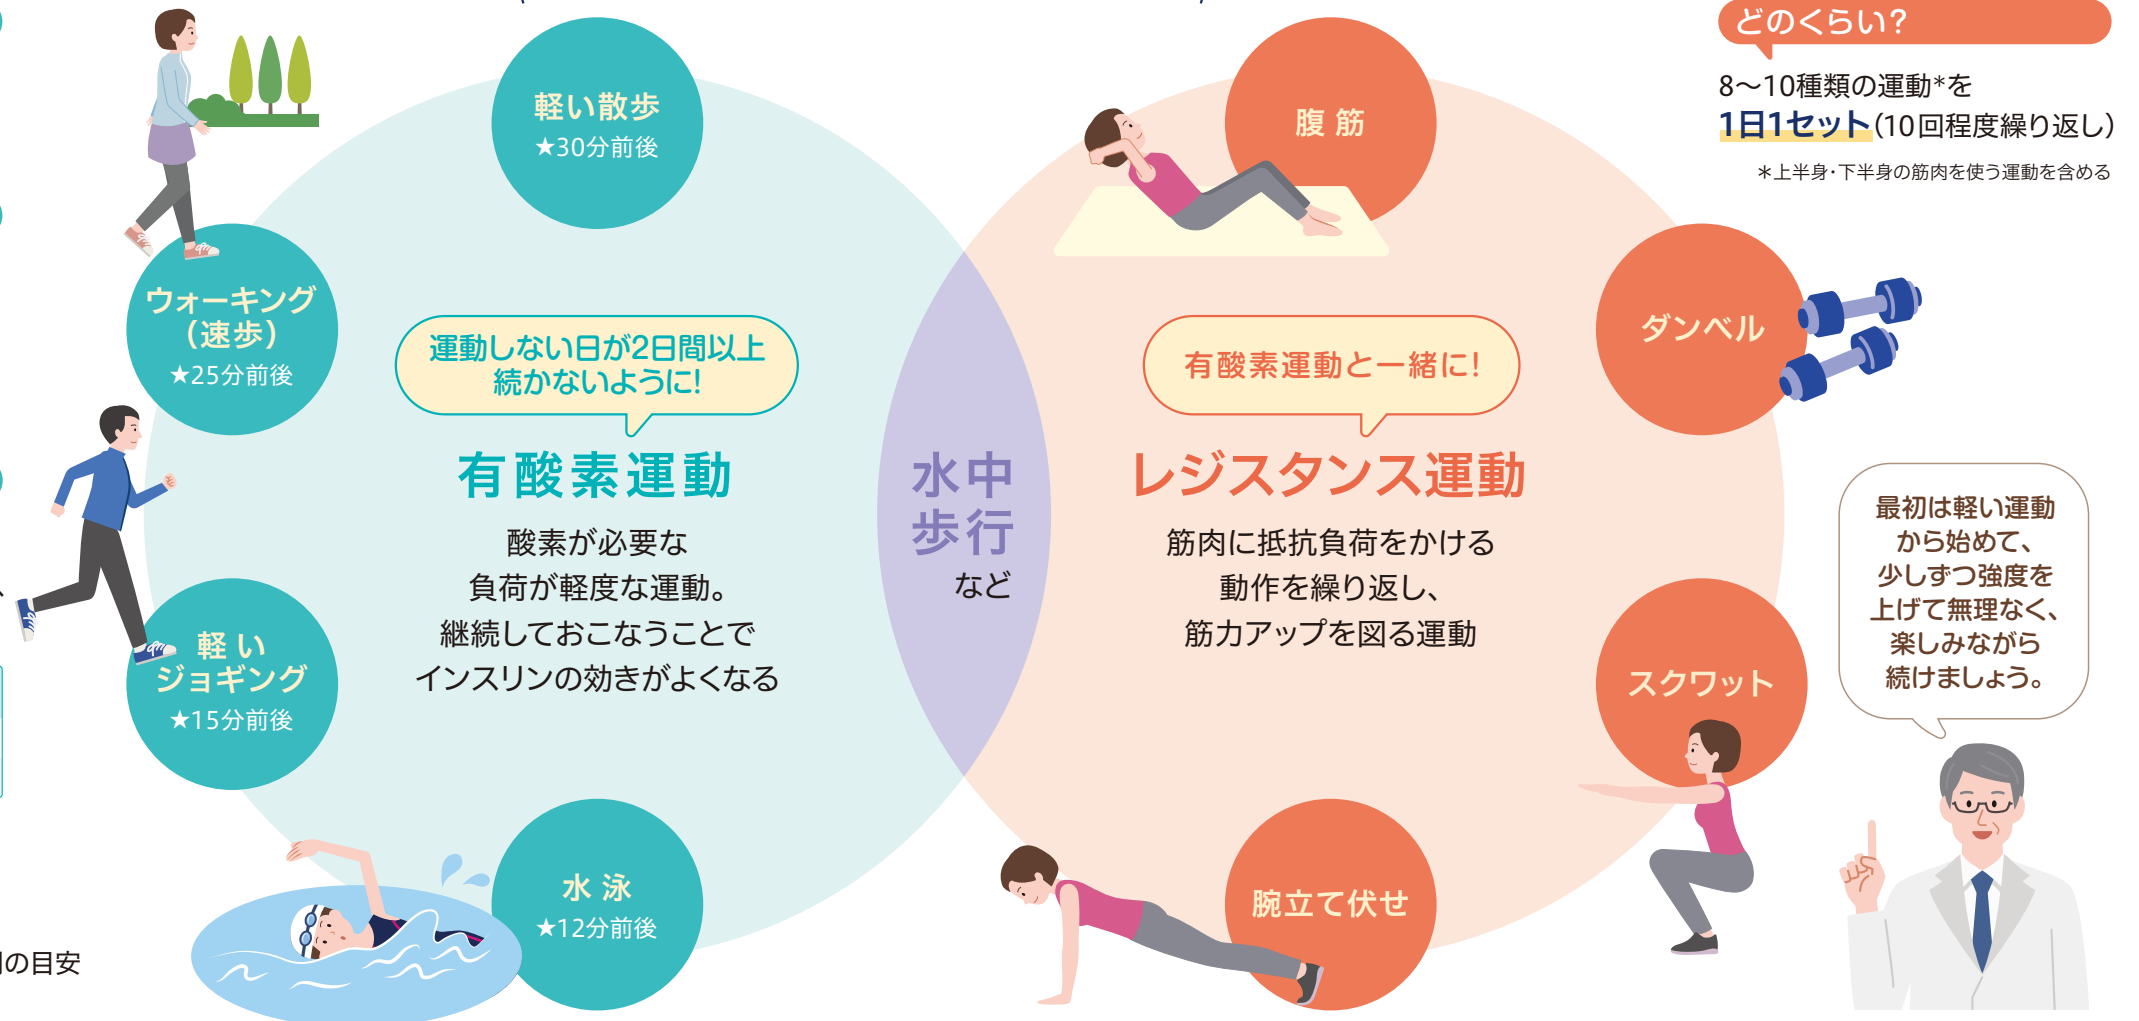 軽い散歩
★30分前後
ウォーキング
(速歩)
★25分前後
軽い
ジョギング
★15分前後
水泳
★12分前後
運動しない日が2日間以上
続かないように!
有酸素運動
酸素が必要な
負荷が軽度な運動。
継続しておこなうことで
インスリンの効きがよくなる
水中
歩行
など
有酸素運動と一緒に!
レジスタンス運動
筋肉に抵抗負荷をかける
動作を繰り返し、
筋力アップを図る運動
腹筋
ダンベル
スクワット
腕立て伏せ
どのくらい?
8〜10種類の運動*を
1日1セット(10回程度繰り返し)
*上半身・下半身の筋肉を使う運動を含める
最初は軽い運動
から始めて、
少しずつ強度を
上げて無理なく、
楽しみながら
続けましょう。
の目安